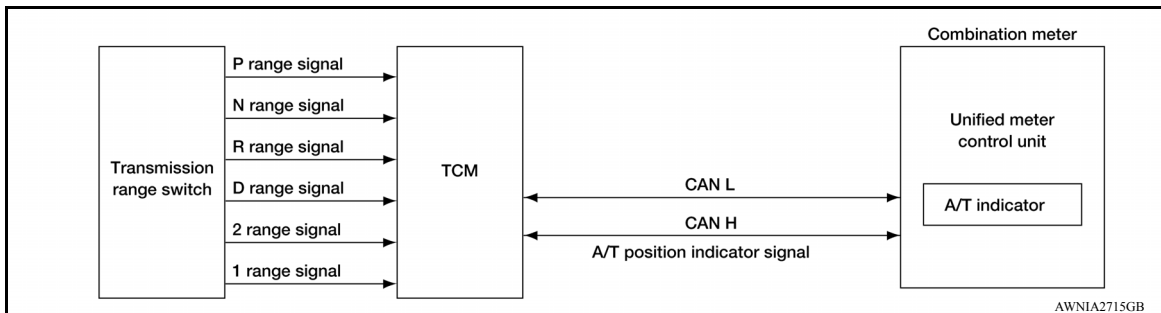 Combination meter
P range signal
N range signal
R range signal
D range signal
2 range signal
1 range signal
Transmission
range switch
TCM
CAN L
CAN H
A/T position indicator signal
Unified meter
control unit
A/T indicator
AWNIA2715GB